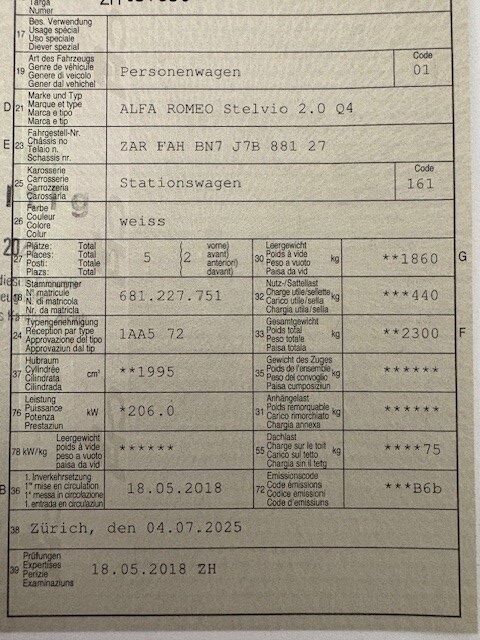 Targa
Numer
17 Bes. Verwendung
Usage spécial
Uso speciale
Diever spezial
19 Art des Fahrzeugs
Genre de véhicule
Genere di veicolo
Gener dal vehichel
Personenwagen
Code
01
D 21 Marke und Typ
Marque et type
Marca e tipo
Marca e tip
ALFA ROMEO Stelvio 2.0 Q4
E 23 Fahrgestell-Nr.
Châssis no
Telaio n.
Schassis nr.
ZAR FAH BN7 J7B 881 27
25 Karosserie
Carrosserie
Carrozzeria
Carossaria
Stationswagen
Code
161
26 Farbe
Couleur
Colore
Colur
weiss
27 Plätze: Total
Places: Total
Posti: Totale
Plazs: Total
5 (2 vorne)
avant)
anteriori)
davant)
30 Leergewicht
Poids à vide
Peso a vuoto
Paisa da vid
kg **1860 G
18 Stammnummer
N° matricule
N. di matricola
Nr. da matricla
681.227.751
32 Nutz-/Sattellast
Charge utile/sellette
Carico utile/sella
Chargia utila/sella
kg ***440
24 Typengenehmigung
Réception par type
Approvazione del tipo
Approvaziun dal tip
1AA5 72
33 Gesamtgewicht
Poids total
Peso totale
Paisa totala
kg **2300 F
37 Hubraum
Cylindrée
Cilindrata
Cilindrada
cm³ **1995
35 Gewicht des Zuges
Poids de l'ensemble
Peso del convoglio
Paisa cumposiziun
kg ******
76 Leistung
Puissance
Potenza
Prestaziun
kW *206.0
31 Anhängelast
Poids remorquable
Carico rimorchiato
Chargia annexa
kg ******
78 kW/kg Leergewicht
poids à vide
peso a vuoto
paisa da vid
******
55 Dachlast
Charge sur le toit
Carico sul tetto
Chargia sin il tetg
kg ****75
B 36 1. Inverkehrsetzung
1re mise en circulation
1a messa in circolazione
1. entrada en circulaziun
18.05.2018
72 Emissionscode
Code émissions
Codice emissioni
Code d'emissiuns
***B6b
38 Zürich, den 04.07.2025
39 Prüfungen
Expertises
Perizie
Examinaziuns
18.05.2018 ZH